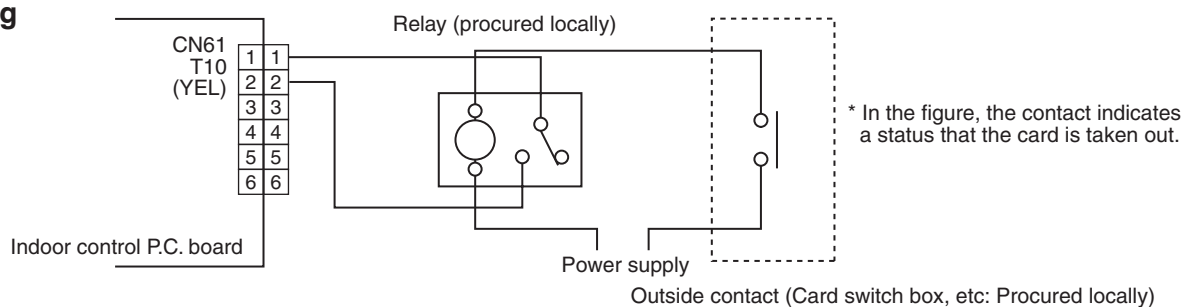 g
Relay (procured locally)
CN61
T10
(YEL)
1 1
2 2
3 3
4 4
5 5
6 6
* In the figure, the contact indicates
a status that the card is taken out.
Indoor control P.C. board
Power supply
Outside contact (Card switch box, etc: Procured locally)